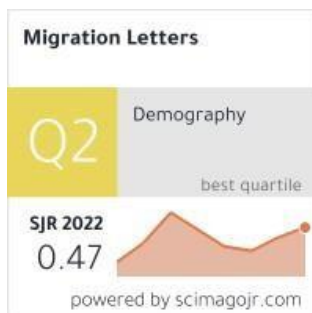 Migration Letters
Q2
Demography
best quartile
SJR 2022
0.47
powered by scimagojr.com